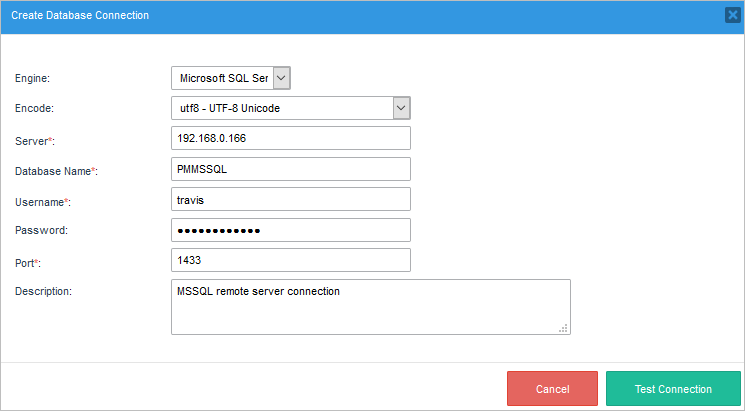 Create Database Connection
Engine: Microsoft SQL Ser
Encode: utf8 - UTF-8 Unicode
Server*: 192.168.0.166
Database Name*: PMMSSQL
Username*: travis
Password: ●●●●●●●●●●●●
Port*: 1433
Description: MSSQL remote server connection
Cancel Test Connection